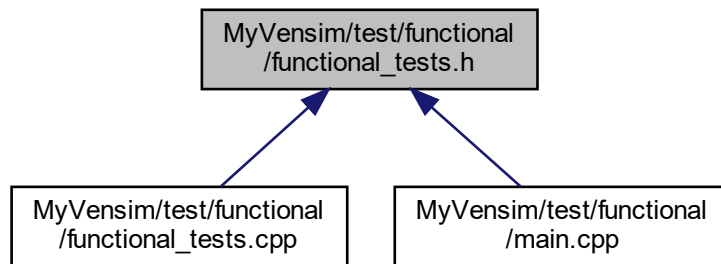 MyVensim/test/functional
/functional_tests.h
MyVensim/test/functional
/functional_tests.cpp
MyVensim/test/functional
/main.cpp